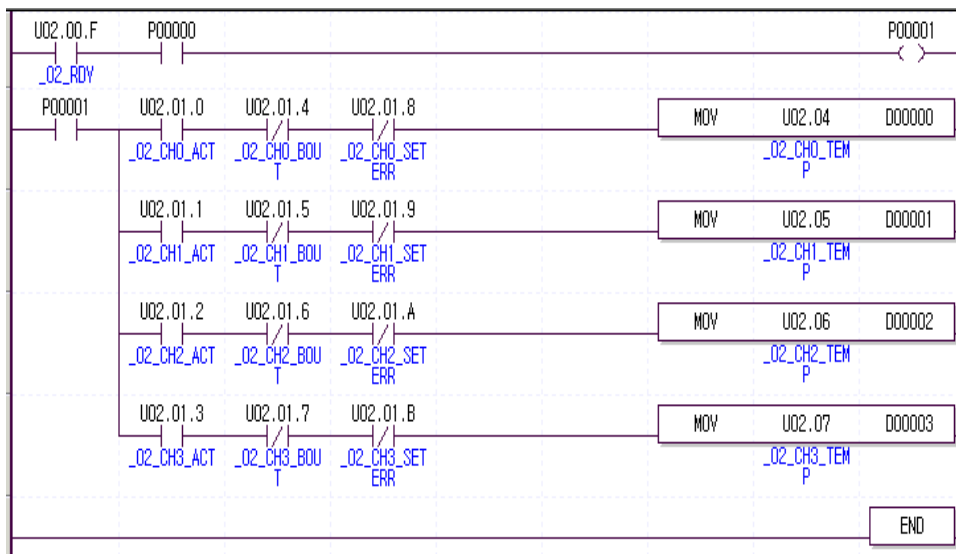 U02.00.F P00000 P00001
_02_RDY
P00001 U02.01.0 U02.01.4 U02.01.8 MOV U02.04 D00000
_02_CH0_ACT _02_CH0_BOU _02_CH0_SET _02_CH0_TEM
T ERR P
U02.01.1 U02.01.5 U02.01.9 MOV U02.05 D00001
_02_CH1_ACT _02_CH1_BOU _02_CH1_SET _02_CH1_TEM
T ERR P
U02.01.2 U02.01.6 U02.01.A MOV U02.06 D00002
_02_CH2_ACT _02_CH2_BOU _02_CH2_SET _02_CH2_TEM
T ERR P
U02.01.3 U02.01.7 U02.01.B MOV U02.07 D00003
_02_CH3_ACT _02_CH3_BOU _02_CH3_SET _02_CH3_TEM
T ERR P
END